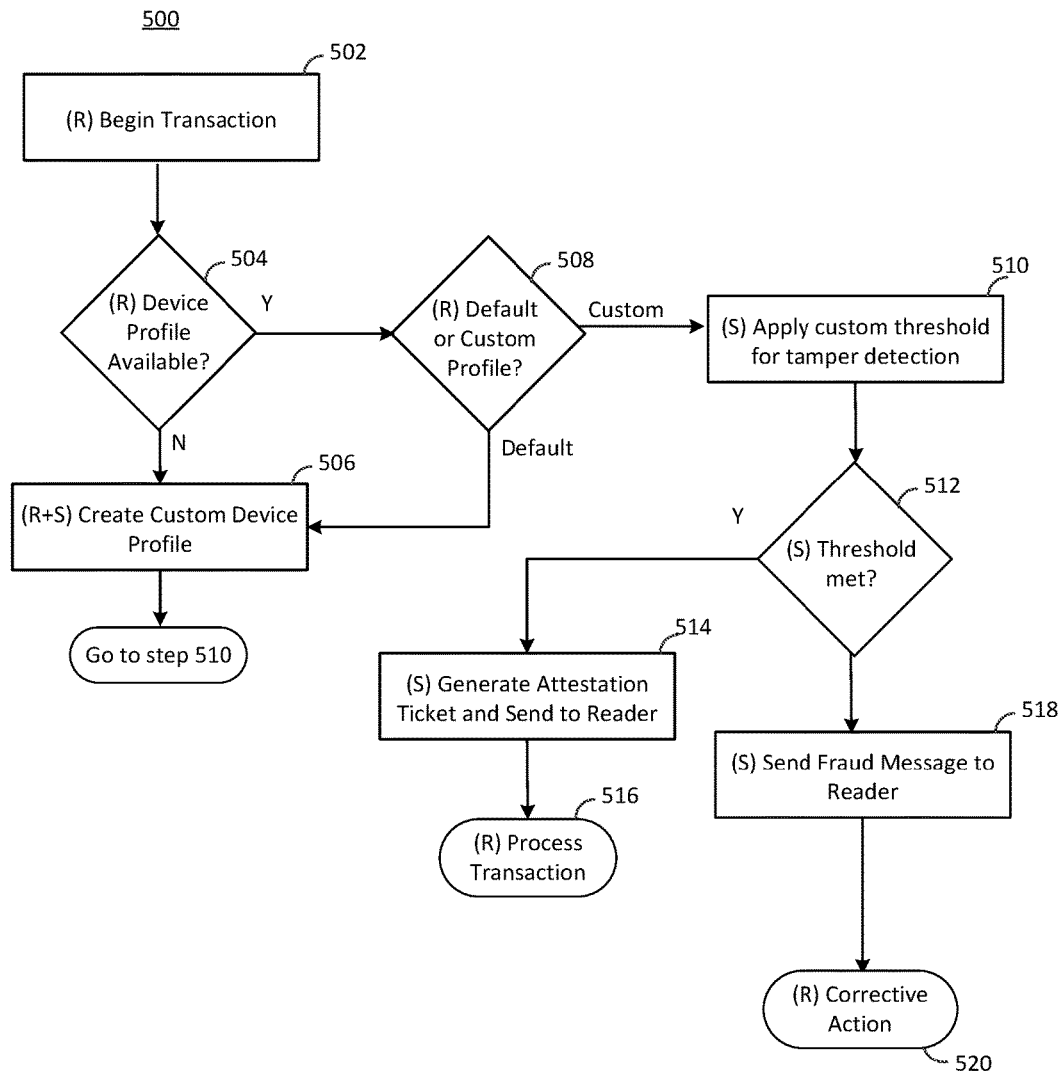 500
502
(R) Begin Transaction
504
(R) Device
Profile
Available?
Y
N
508
(R) Default
or Custom
Profile?
Custom
Default
510
(S) Apply custom threshold
for tamper detection
506
(R+S) Create Custom Device
Profile
Go to step 510
512
(S) Threshold
met?
Y
514
(S) Generate Attestation
Ticket and Send to Reader
516
(R) Process
Transaction
518
(S) Send Fraud Message to
Reader
(R) Corrective
Action
520